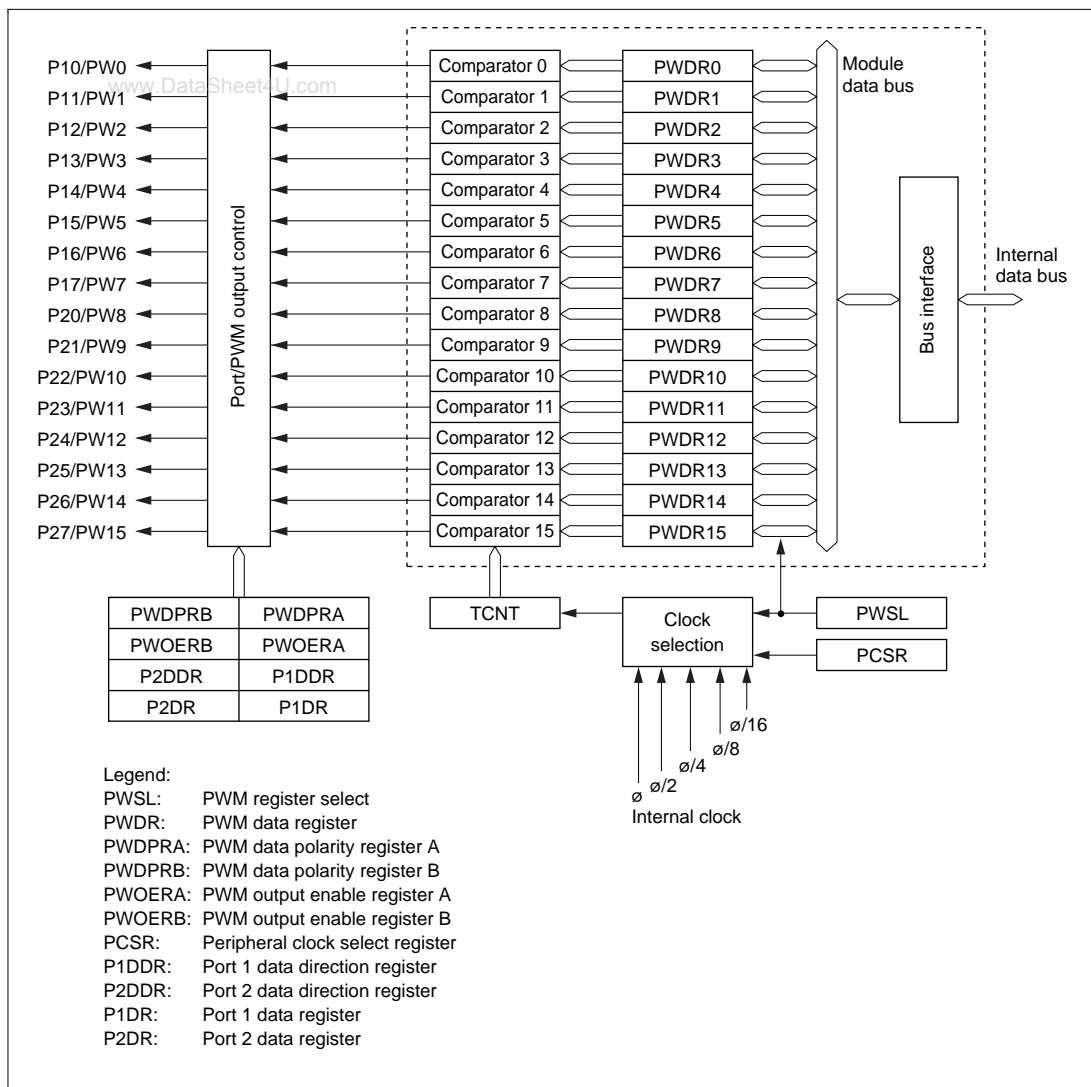 P10/PW0
P11/PW1
P12/PW2
P13/PW3
P14/PW4
P15/PW5
P16/PW6
P17/PW7
P20/PW8
P21/PW9
P22/PW10
P23/PW11
P24/PW12
P25/PW13
P26/PW14
P27/PW15
www.DataSheet4U.com
Port/PWM output control
Comparator 0
Comparator 1
Comparator 2
Comparator 3
Comparator 4
Comparator 5
Comparator 6
Comparator 7
Comparator 8
Comparator 9
Comparator 10
Comparator 11
Comparator 12
Comparator 13
Comparator 14
Comparator 15
PWDR0
PWDR1
PWDR2
PWDR3
PWDR4
PWDR5
PWDR6
PWDR7
PWDR8
PWDR9
PWDR10
PWDR11
PWDR12
PWDR13
PWDR14
PWDR15
Module
data bus
Bus interface
Internal
data bus
PWDPRB PWDPRA
PWOERB PWOERA
P2DDR P1DDR
P2DR P1DR
TCNT
Clock
selection
PWSL
PCSR
ø/16
ø/8
ø/4
ø/2
ø
Internal clock
Legend:
PWSL: PWM register select
PWDR: PWM data register
PWDPRA: PWM data polarity register A
PWDPRB: PWM data polarity register B
PWOERA: PWM output enable register A
PWOERB: PWM output enable register B
PCSR: Peripheral clock select register
P1DDR: Port 1 data direction register
P2DDR: Port 2 data direction register
P1DR: Port 1 data register
P2DR: Port 2 data register